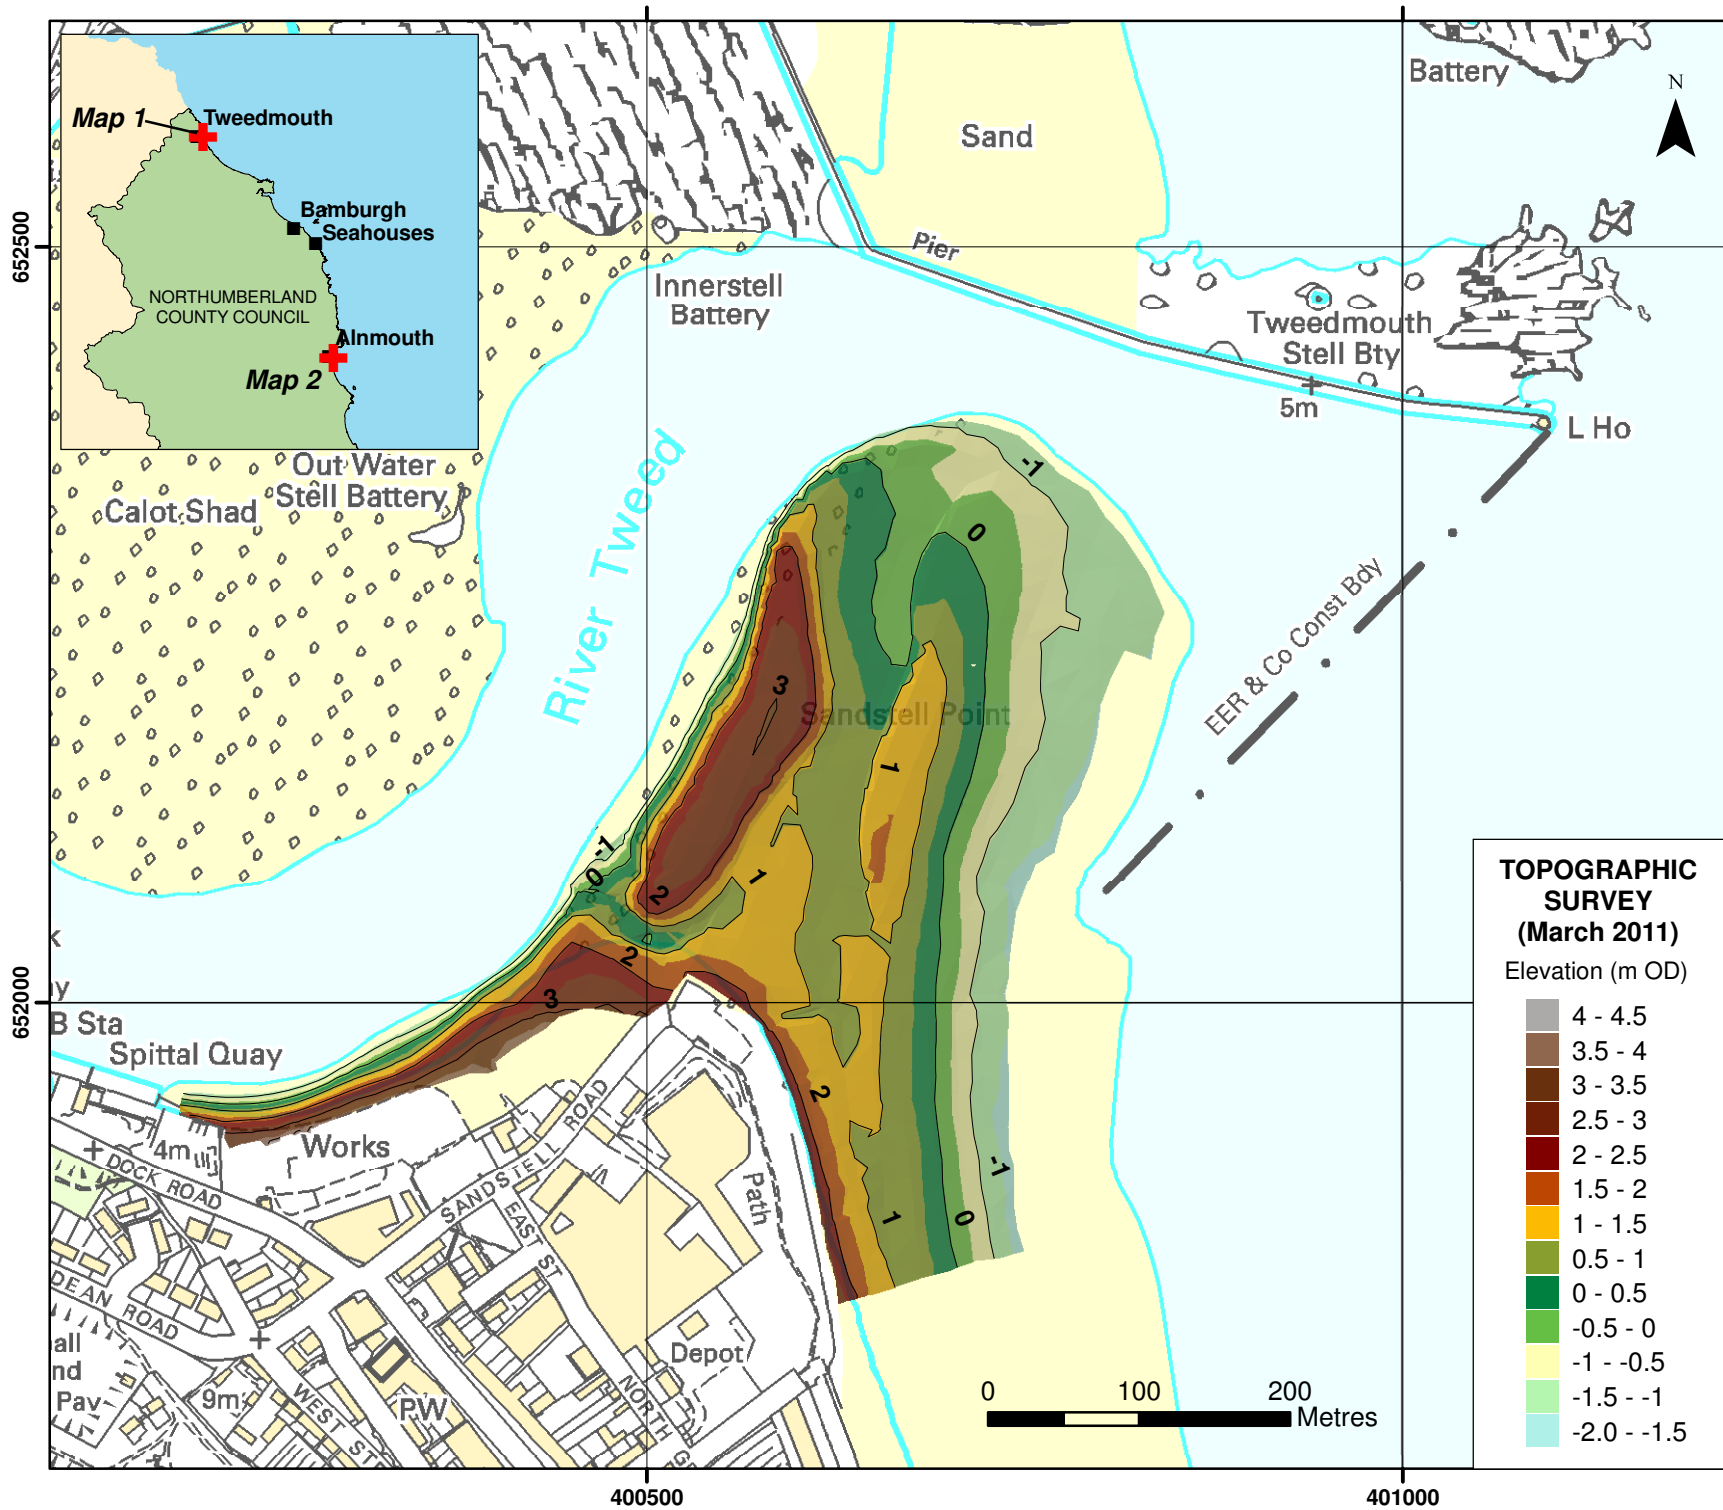 400500
401000
652500
652000
Map 1
Tweedmouth
Bamburgh
Seahouses
NORTHUMBERLAND
COUNTY COUNCIL
Alnmouth
Map 2
Battery
N
Sand
Pier
Innerstell
Battery
Tweedmouth
Stell Bty
5m
L Ho
Out Water
Stell Battery
Calot Shad
River Tweed
EER & Co Const Bdy
Sandstell Point
-1
0
3
1
-1
0
2
1
2
3
2
1
0
-1
k
y
B Sta
Spittal Quay
4m
Works
DOCK ROAD
SANDSTELL ROAD
EAST ST
Path
DEAN ROAD
all
nd
Pav
9m
WEST ST
PW
NORTH G
Depot
0 100 200
Metres
TOPOGRAPHIC
SURVEY
(March 2011)
Elevation (m OD)
4 - 4.5
3.5 - 4
3 - 3.5
2.5 - 3
2 - 2.5
1.5 - 2
1 - 1.5
0.5 - 1
0 - 0.5
-0.5 - 0
-1 - -0.5
-1.5 - -1
-2.0 - -1.5